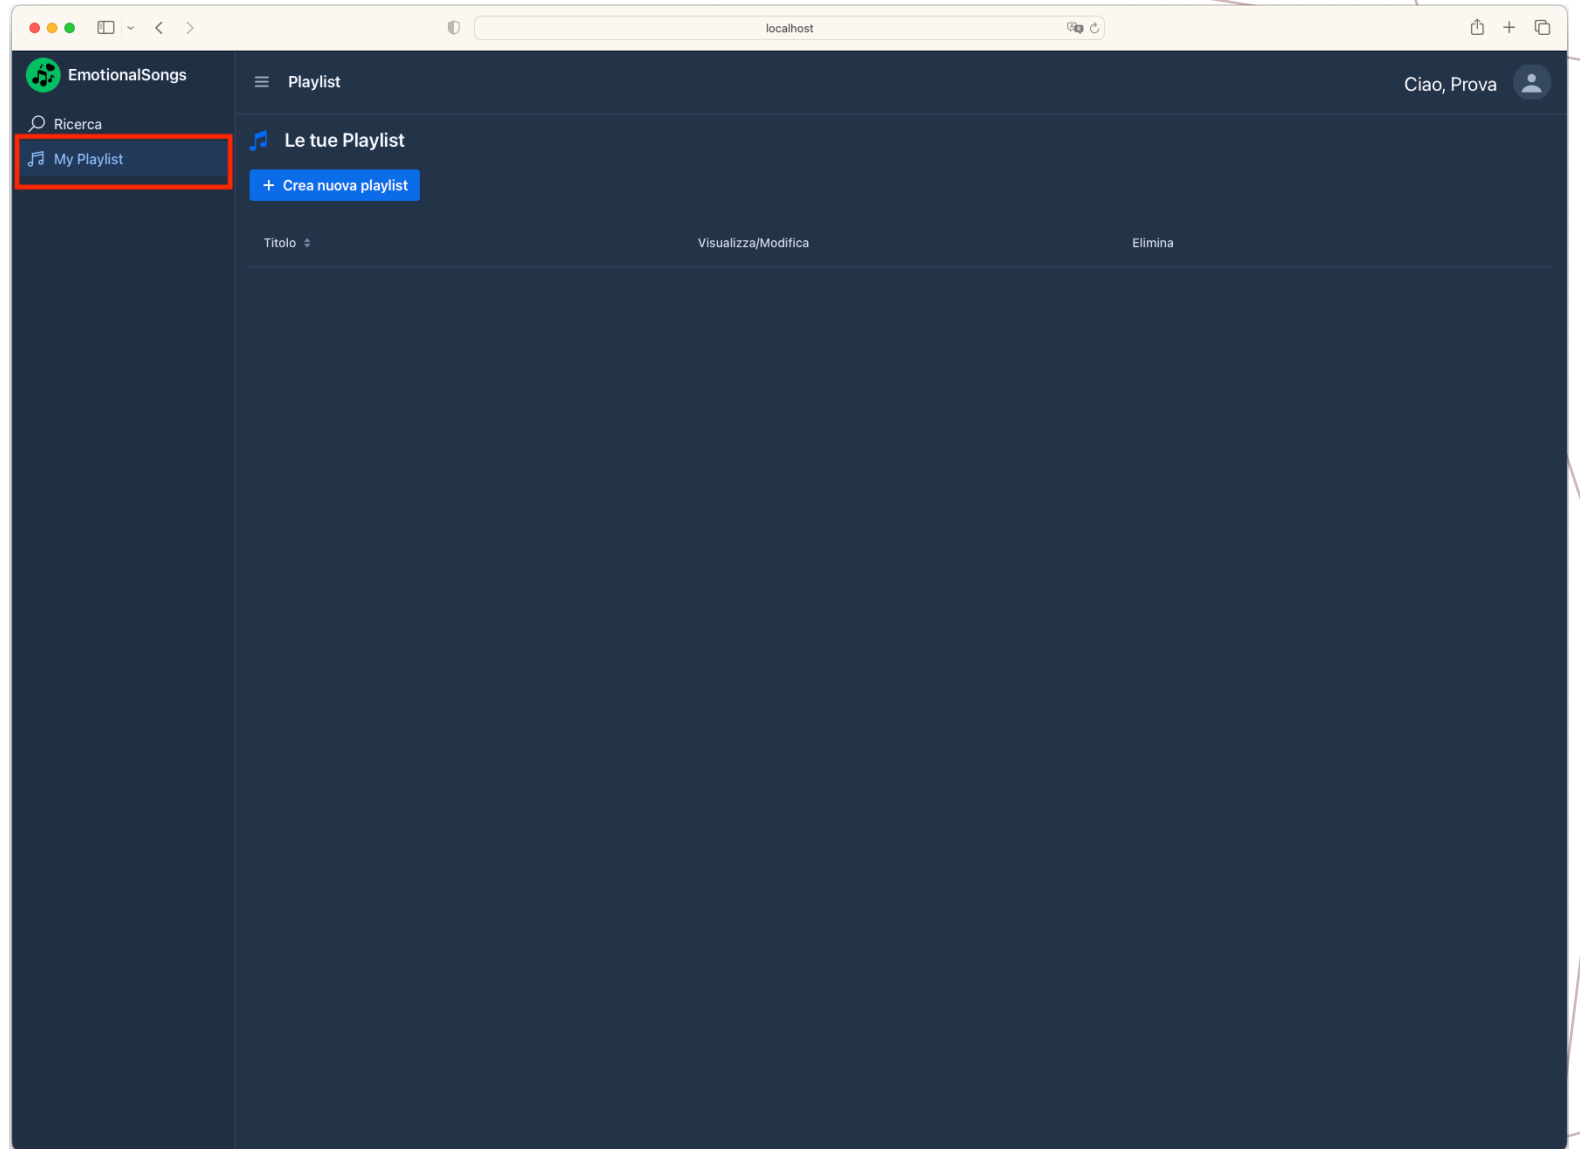 localhost
EmotionalSongs
Playlist
Ciao, Prova
Ricerca
My Playlist
Le tue Playlist
+ Crea nuova playlist
Titolo
Visualizza/Modifica
Elimina